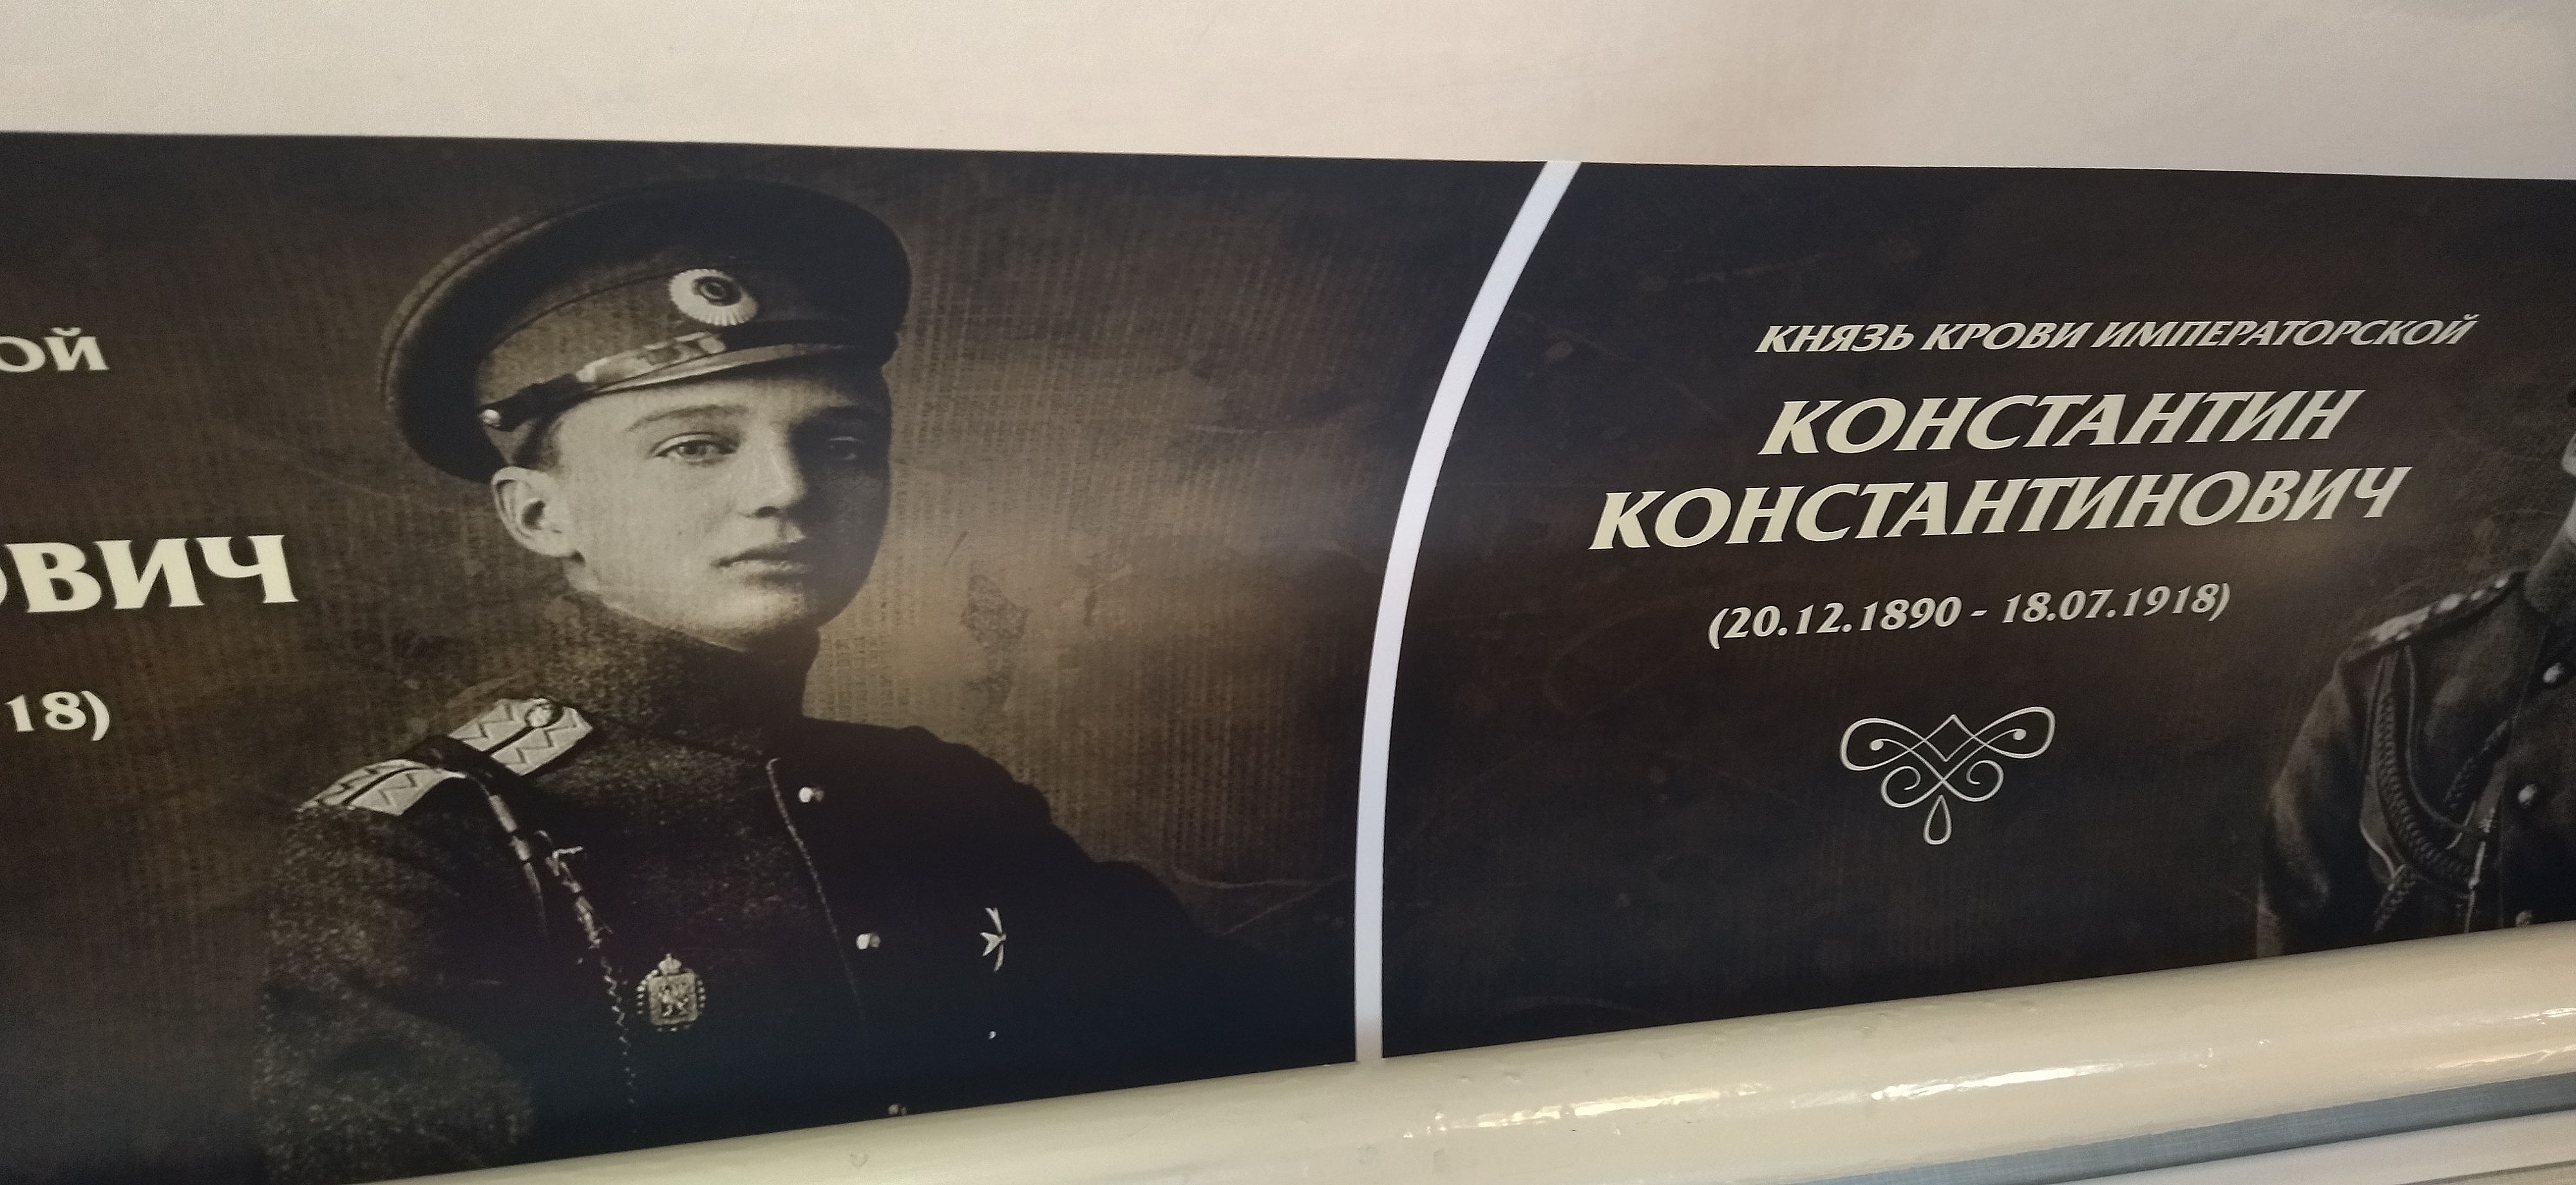 ОЙ
ОВИЧ
18)
КНЯЗЬ КРОВИ ИМПЕРАТОРСКОЙ
КОНСТАНТИН
КОНСТАНТИНОВИЧ
(20.12.1890 - 18.07.1918)